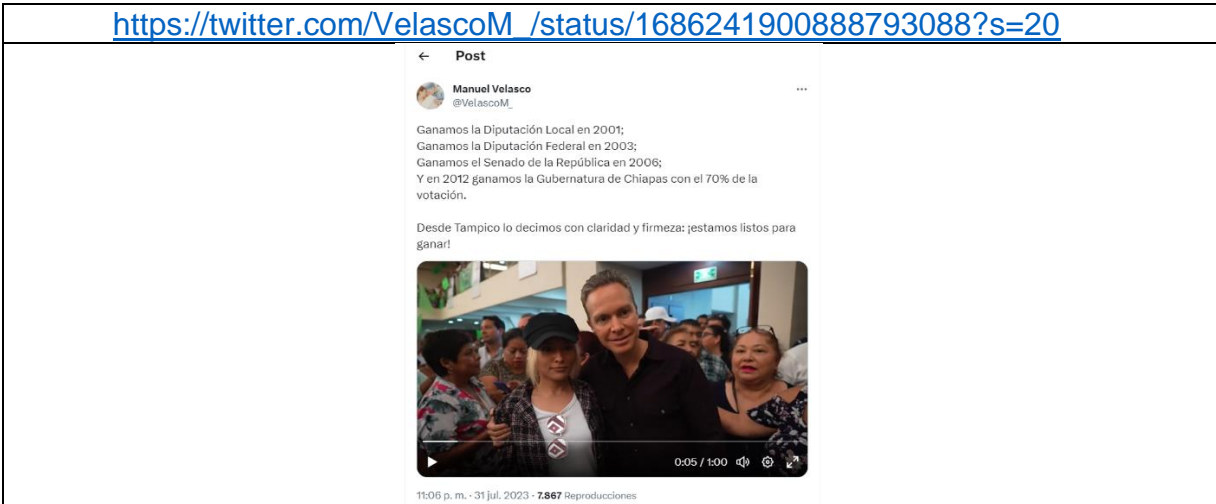 https://twitter.com/VelascoM_/status/1686241900888793088?s=20
Post
Manuel Velasco
@VelascoM_
Ganamos la Diputación Local en 2001;
Ganamos la Diputación Federal en 2003;
Ganamos el Senado de la República en 2006;
Y en 2012 ganamos la Gubernatura de Chiapas con el 70% de la
votación.
Desde Tampico lo decimos con claridad y firmeza: ¡estamos listos para
ganar!
0:05 / 1:00
11:06 p. m. · 31 jul. 2023 · 7.867 Reproducciones